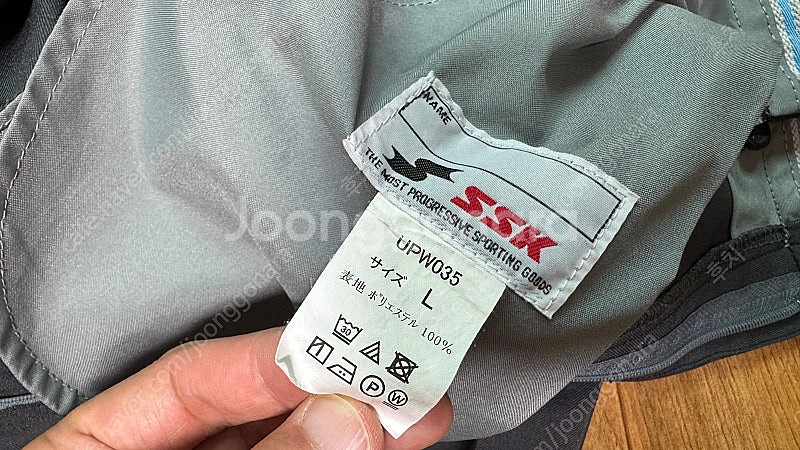 NAME
SSK
THE MOST PROGRESSIVE SPORTING GOODS
UPW035
サイズ L
表地 ポリエステル 100%
30
P
W
Joonggonara